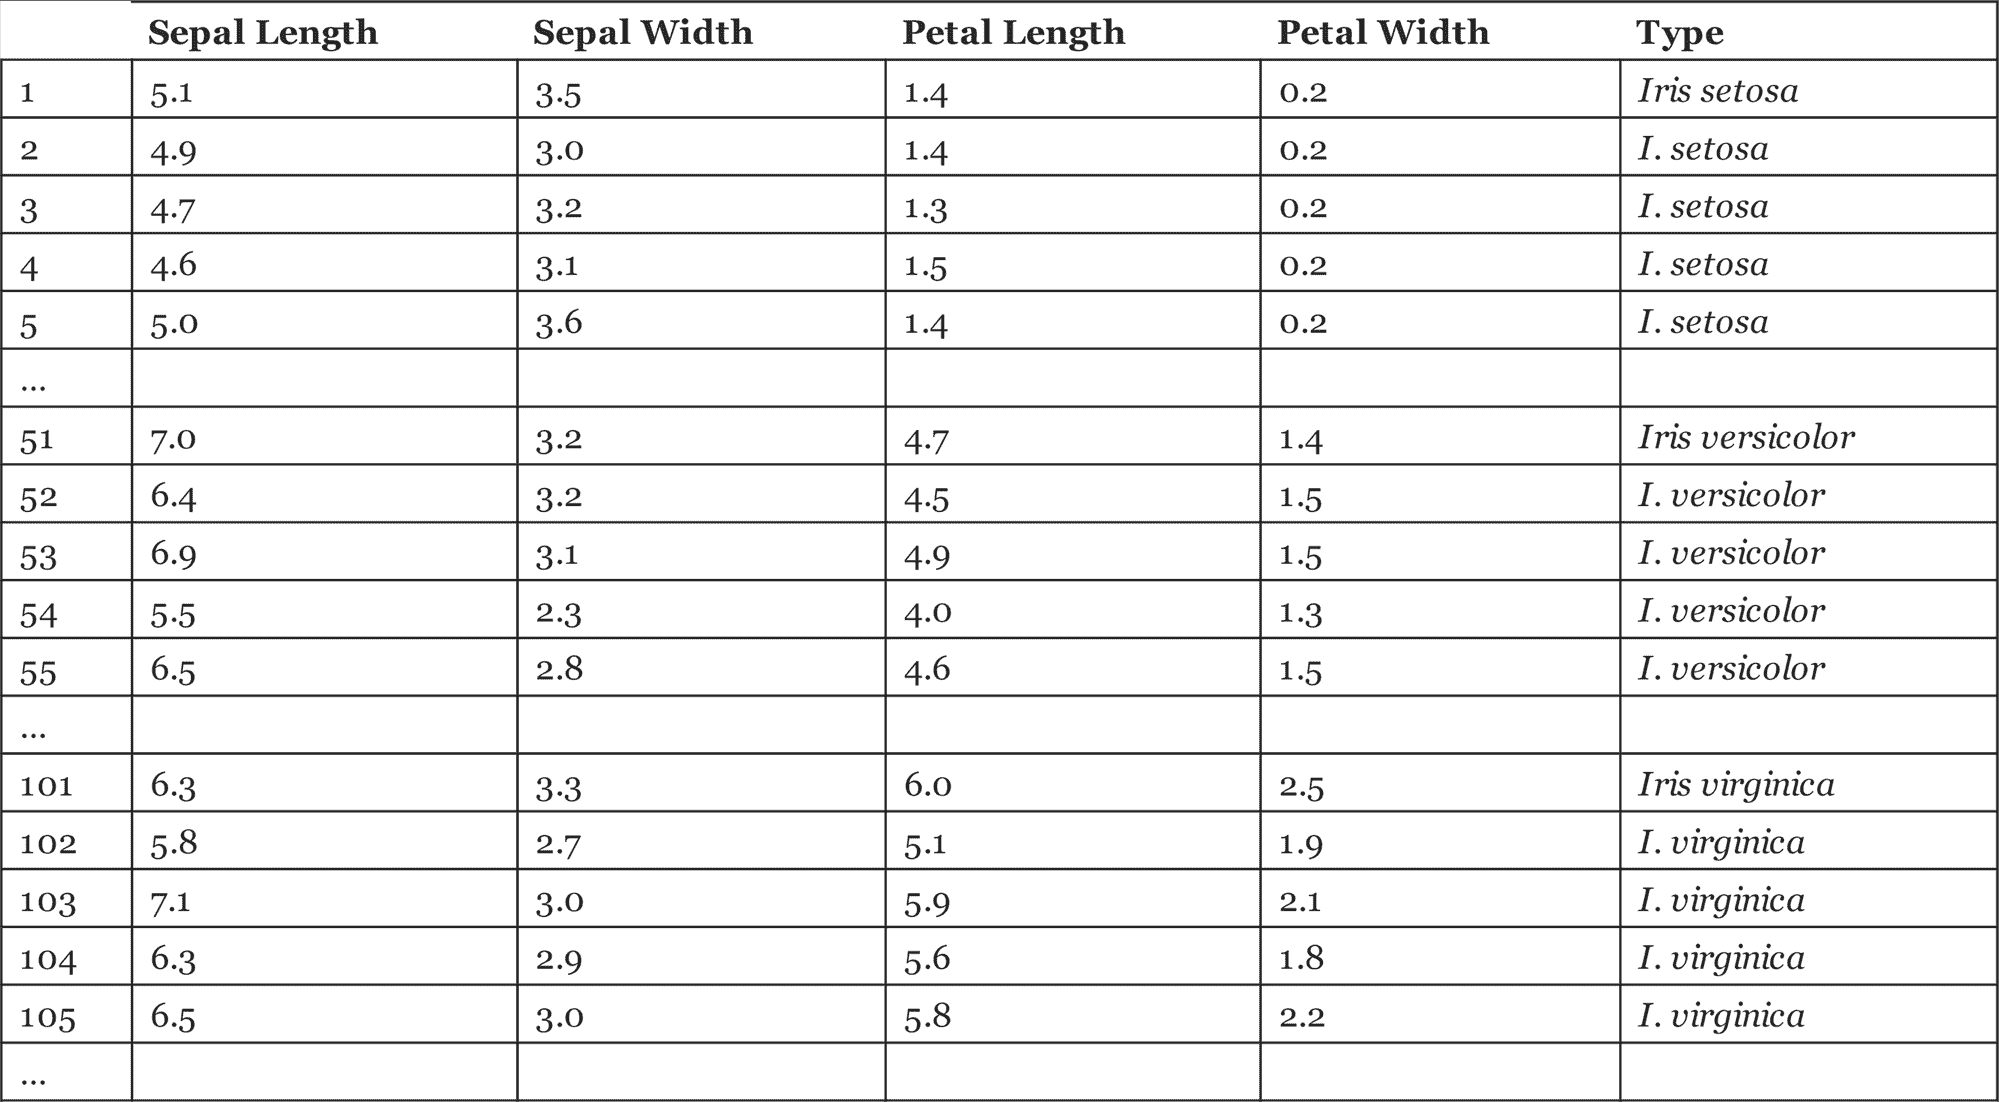 Sepal Length Sepal Width Petal Length Petal Width Type
1 5.1 3.5 1.4 0.2 Iris setosa
2 4.9 3.0 1.4 0.2 I. setosa
3 4.7 3.2 1.3 0.2 I. setosa
4 4.6 3.1 1.5 0.2 I. setosa
5 5.0 3.6 1.4 0.2 I. setosa
...
51 7.0 3.2 4.7 1.4 Iris versicolor
52 6.4 3.2 4.5 1.5 I. versicolor
53 6.9 3.1 4.9 1.5 I. versicolor
54 5.5 2.3 4.0 1.3 I. versicolor
55 6.5 2.8 4.6 1.5 I. versicolor
...
101 6.3 3.3 6.0 2.5 Iris virginica
102 5.8 2.7 5.1 1.9 I. virginica
103 7.1 3.0 5.9 2.1 I. virginica
104 6.3 2.9 5.6 1.8 I. virginica
105 6.5 3.0 5.8 2.2 I. virginica
...